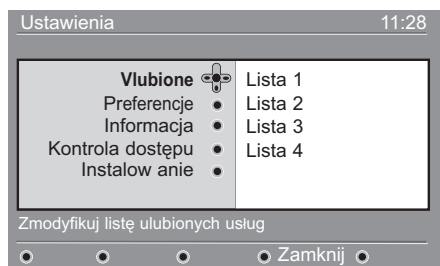 Ustawienia 11:28
Vlubione Lista 1
Preferencje Lista 2
Informacja Lista 3
Kontrola dostępu Lista 4
Instalow anie
Zmodyfikuj listę ulubionych usług
Zamknij